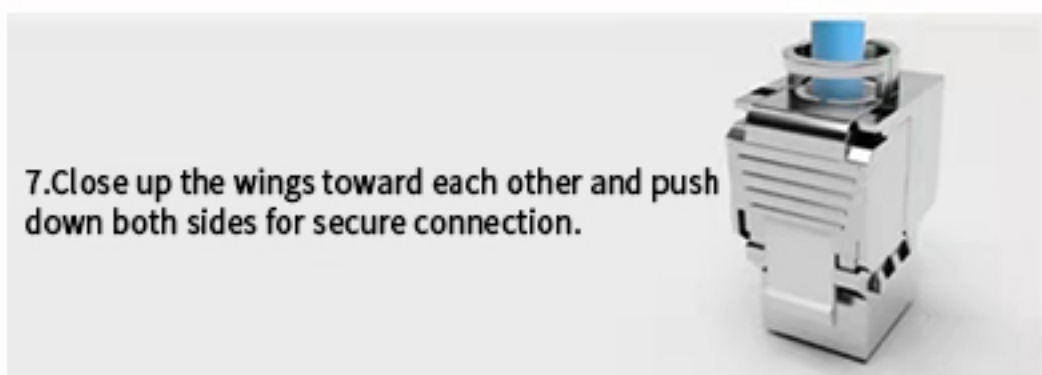 7.Close up the wings toward each other and push
down both sides for secure connection.